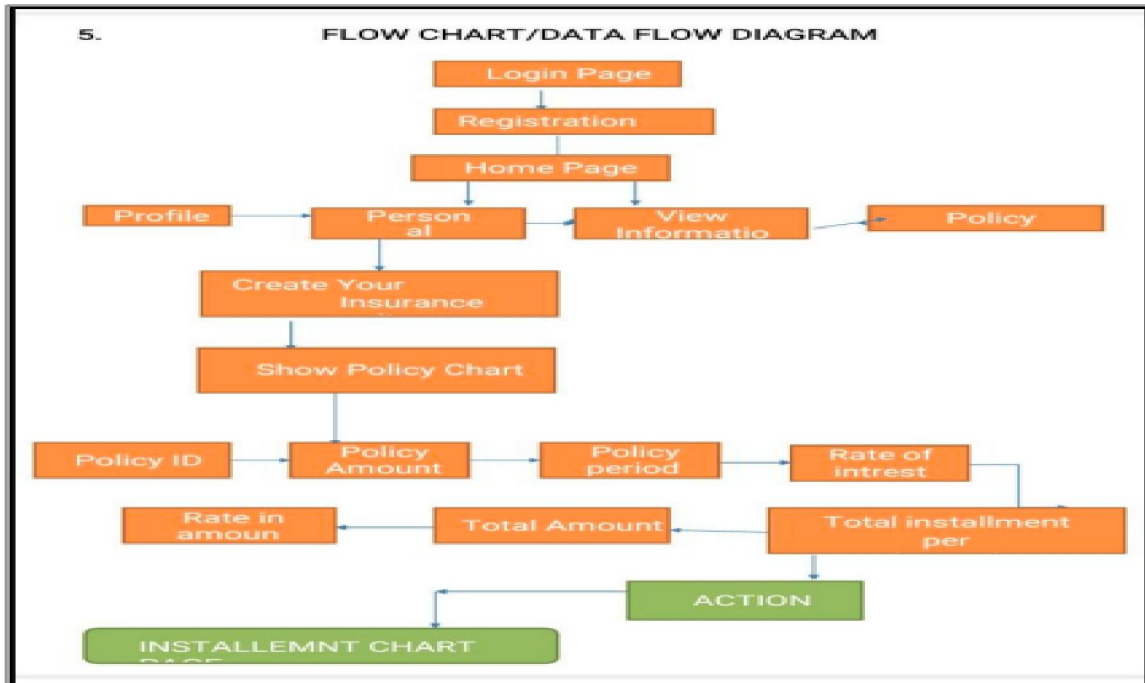 5. FLOW CHART/DATA FLOW DIAGRAM
Login Page
Registration
Home Page
Profile
Person
al
View
Informatio
Policy
Create Your
Insurance
Show Policy Chart
Policy ID
Policy
Amount
Policy
period
Rate of
intrest
Rate in
amoun
Total Amount
Total installment
per
ACTION
INSTALLEMNT CHART
PAGE